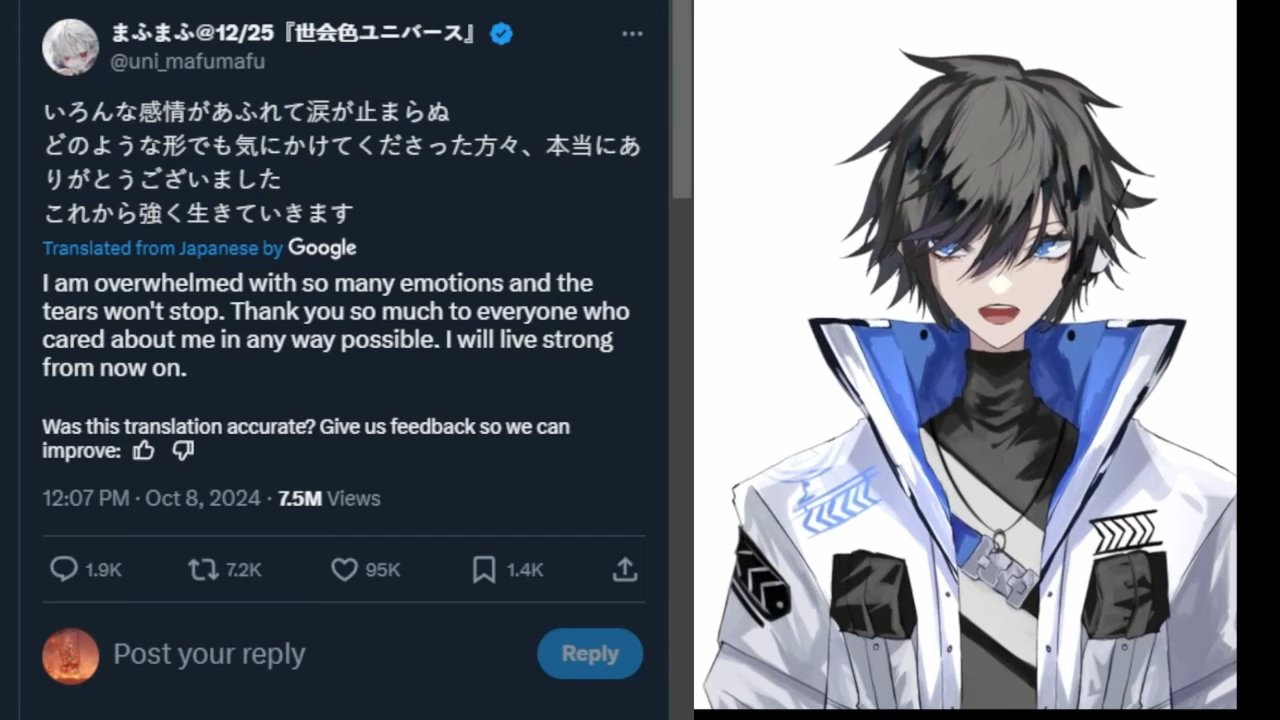 まふまふ@12/25『世会色ユニバース』
@uni_mafumafu
いろんな感情があふれて涙が止まらぬ
どのような形でも気にかけてくださった方々、本当にあ
りがとうございました
これから強く生きていきます
Translated from Japanese by Google
I am overwhelmed with so many emotions and the
tears won't stop. Thank you so much to everyone who
cared about me in any way possible. I will live strong
from now on.
Was this translation accurate? Give us feedback so we can
improve:
12:07 PM · Oct 8, 2024 · 7.5M Views
1.9K 7.2K 95K 1.4K
Post your reply
Reply